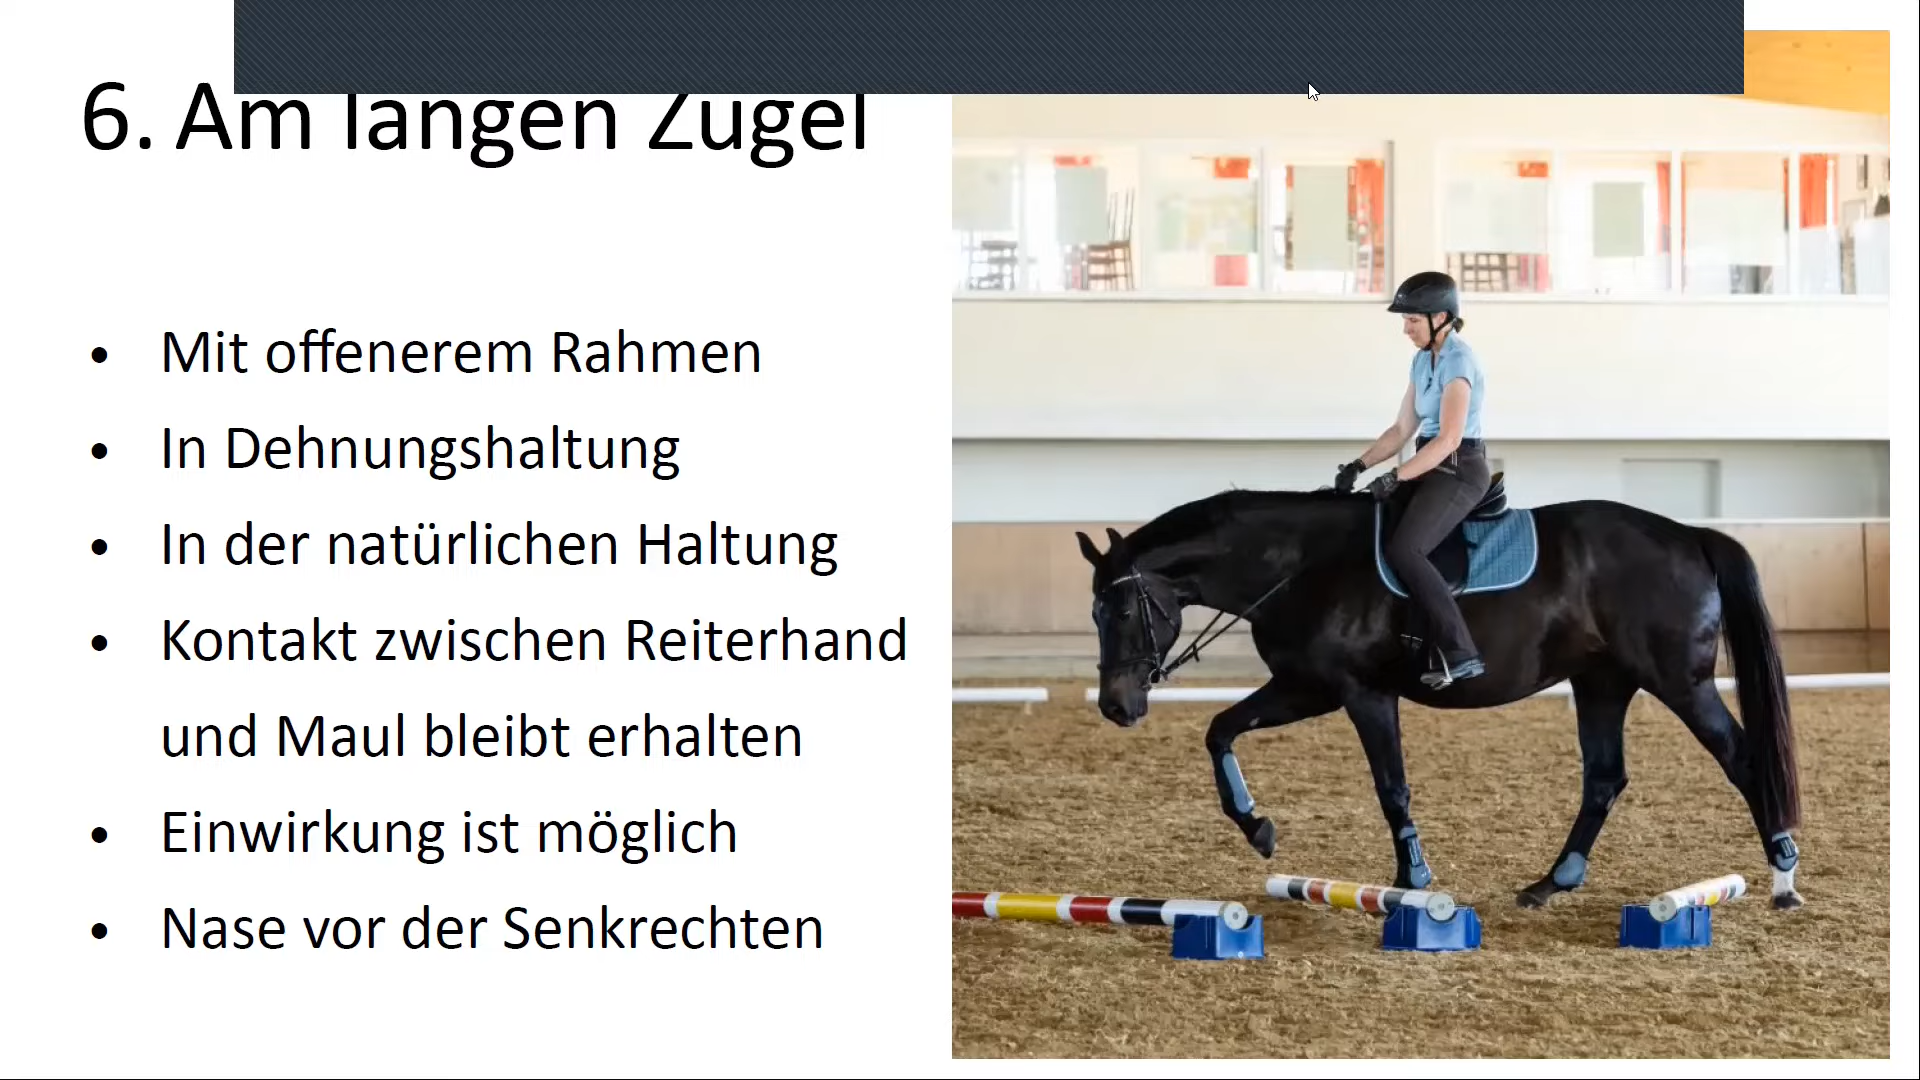 6. Am langen Zügel
• Mit offenerem Rahmen
• In Dehnungshaltung
• In der natürlichen Haltung
• Kontakt zwischen Reiterhand
und Maul bleibt erhalten
• Einwirkung ist möglich
• Nase vor der Senkrechten